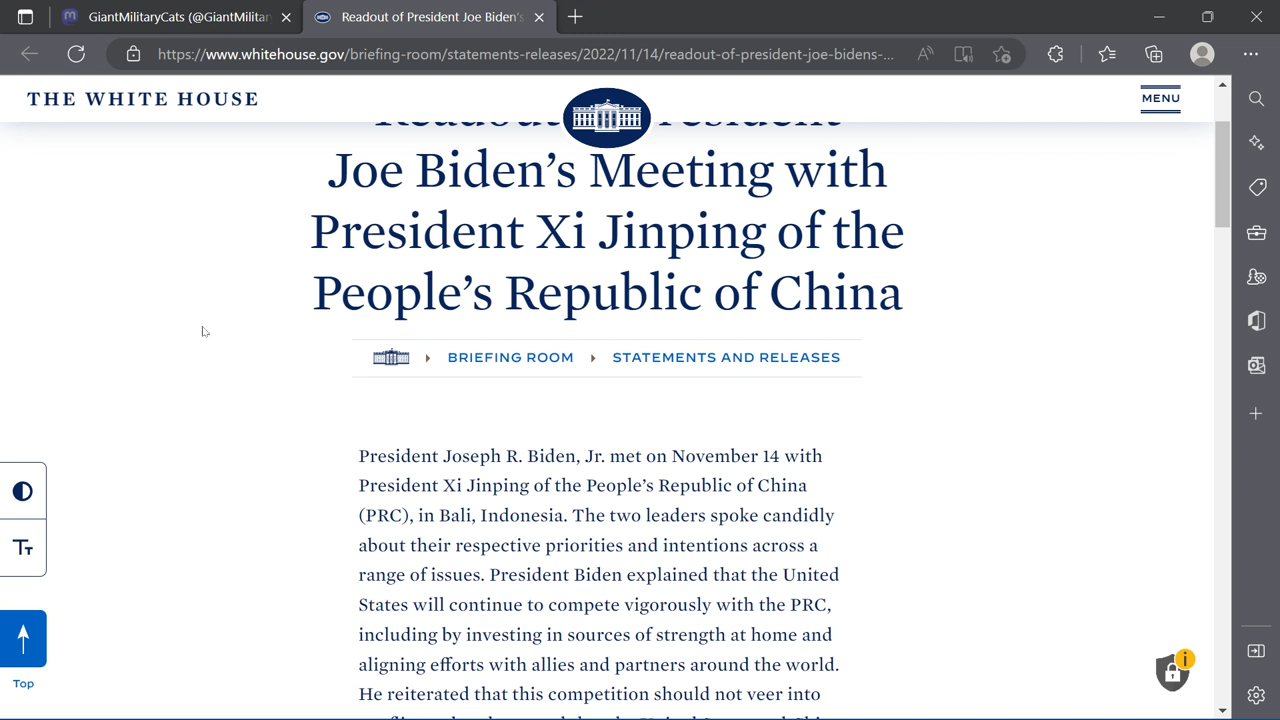 GiantMilitaryCats (@GiantMilitar
Readout of President Joe Biden's
https://www.whitehouse.gov/briefing-room/statements-releases/2022/11/14/readout-of-president-joe-bidens-...
THE WHITE HOUSE
MENU
Joe Biden’s Meeting with
President Xi Jinping of the
People’s Republic of China
BRIEFING ROOM
STATEMENTS AND RELEASES
President Joseph R. Biden, Jr. met on November 14 with
President Xi Jinping of the People’s Republic of China
(PRC), in Bali, Indonesia. The two leaders spoke candidly
about their respective priorities and intentions across a
range of issues. President Biden explained that the United
States will continue to compete vigorously with the PRC,
including by investing in sources of strength at home and
aligning efforts with allies and partners around the world.
He reiterated that this competition should not veer into
Top